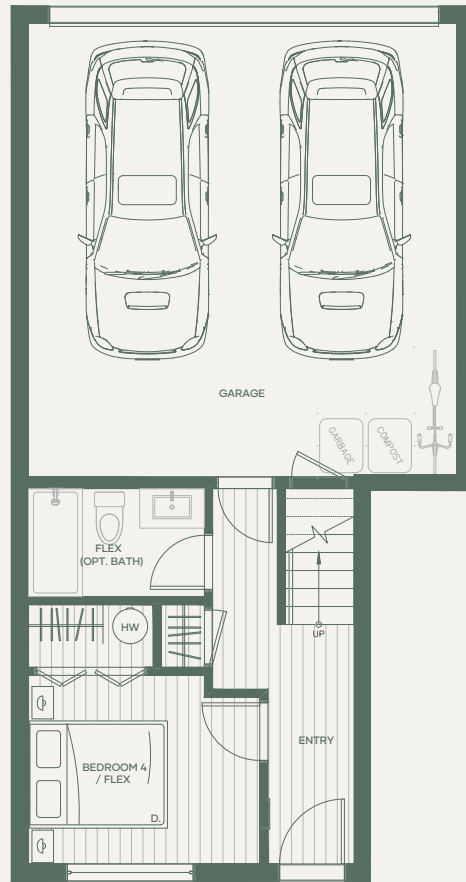 GARAGE
GARBAGE
COMPOST
FLEX
(OPT. BATH)
HW
UP
ENTRY
BEDROOM 4
/ FLEX
D.